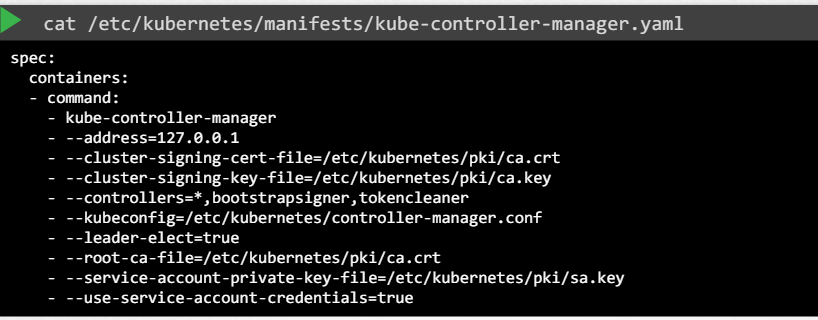 cat /etc/kubernetes/manifests/kube-controller-manager.yaml
spec:
  containers:
  - command:
    - kube-controller-manager
    - --address=127.0.0.1
    - --cluster-signing-cert-file=/etc/kubernetes/pki/ca.crt
    - --cluster-signing-key-file=/etc/kubernetes/pki/ca.key
    - --controllers=*,bootstrapsigner,tokencleaner
    - --kubeconfig=/etc/kubernetes/controller-manager.conf
    - --leader-elect=true
    - --root-ca-file=/etc/kubernetes/pki/ca.crt
    - --service-account-private-key-file=/etc/kubernetes/pki/sa.key
    - --use-service-account-credentials=true